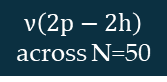 ν(2p − 2h)
across N=50